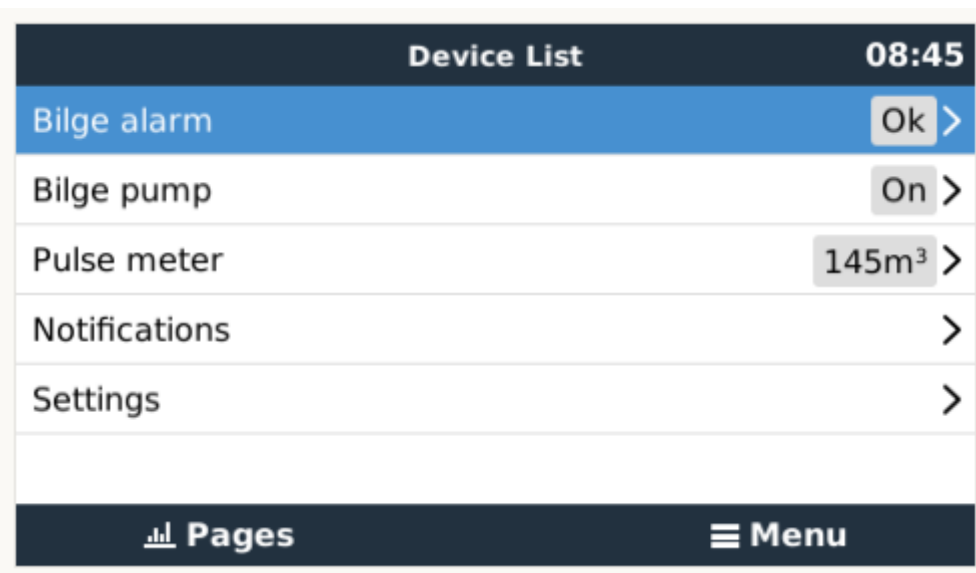 Device List 08:45
Bilge alarm Ok
Bilge pump On
Pulse meter 145m³
Notifications
Settings
Pages Menu